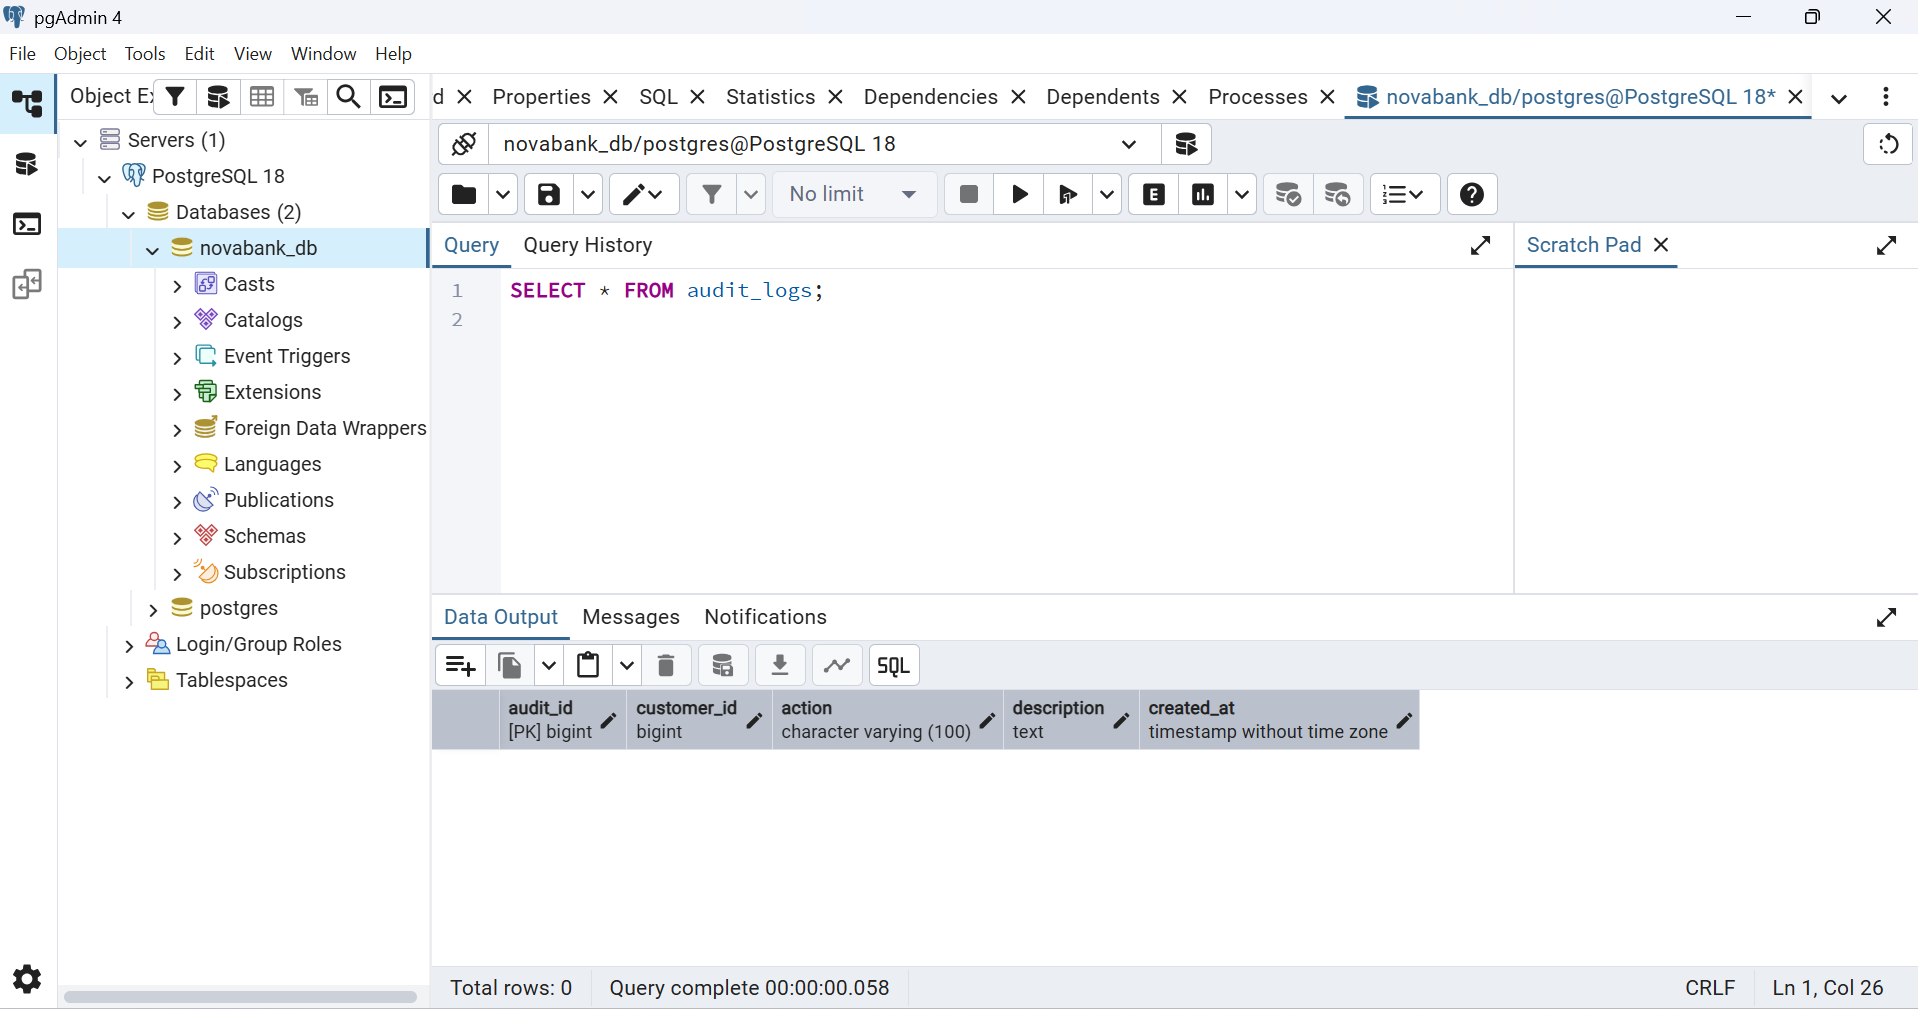 pgAdmin 4
File Object Tools Edit View Window Help
Object Ex
d Properties SQL Statistics Dependencies Dependents Processes novabank_db/postgres@PostgreSQL 18*
Servers (1)
PostgreSQL 18
Databases (2)
novabank_db
Casts
Catalogs
Event Triggers
Extensions
Foreign Data Wrappers
Languages
Publications
Schemas
Subscriptions
postgres
Login/Group Roles
Tablespaces
novabank_db/postgres@PostgreSQL 18
No limit
E
Query Query History
Scratch Pad
1 SELECT * FROM audit_logs;
2
Data Output Messages Notifications
SQL
audit_id customer_id action description created_at
[PK] bigint bigint character varying (100) text timestamp without time zone
Total rows: 0 Query complete 00:00:00.058 CRLF Ln 1, Col 26